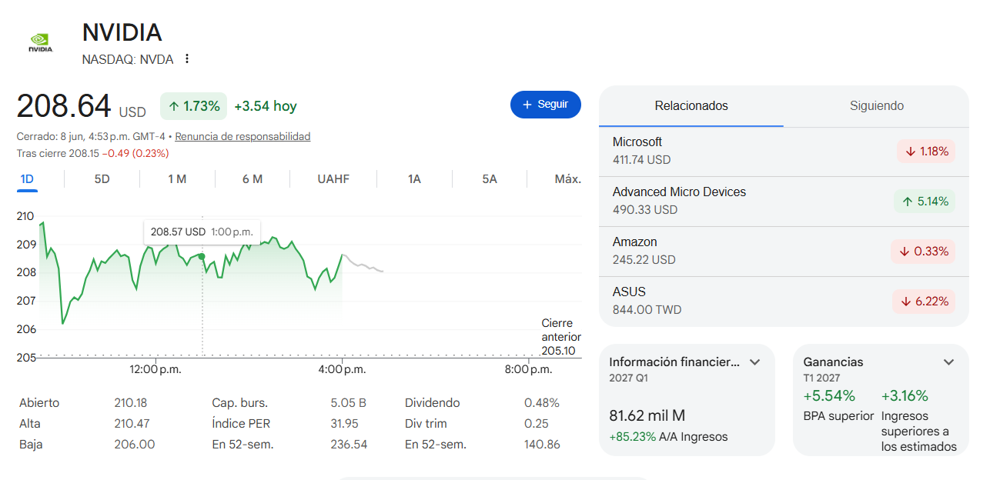 NVIDIA
NVIDIA
NASDAQ: NVDA
208.64 USD ↑ 1.73% +3.54 hoy
+ Seguir
Cerrado: 8 jun, 4:53 p.m. GMT-4 • Renuncia de responsabilidad
Tras cierre 208.15 −0.49 (0.23%)
1D 5D 1 M 6 M UAHF 1A 5A Máx.
210
209
208
207
206
205
208.57 USD 1:00 p.m.
Cierre
anterior
205.10
12:00 p.m. 4:00 p.m. 8:00 p.m.
Abierto 210.18 Cap. burs. 5.05 B Dividendo 0.48%
Alta 210.47 Índice PER 31.95 Div trim 0.25
Baja 206.00 En 52-sem. 236.54 En 52-sem. 140.86
Relacionados Siguiendo
Microsoft
411.74 USD
↓ 1.18%
Advanced Micro Devices
490.33 USD
↑ 5.14%
Amazon
245.22 USD
↓ 0.33%
ASUS
844.00 TWD
↓ 6.22%
Información financier...
2027 Q1
81.62 mil M
+85.23% A/A Ingresos
Ganancias
T1 2027
+5.54% +3.16%
BPA superior
Ingresos
superiores a
los estimados